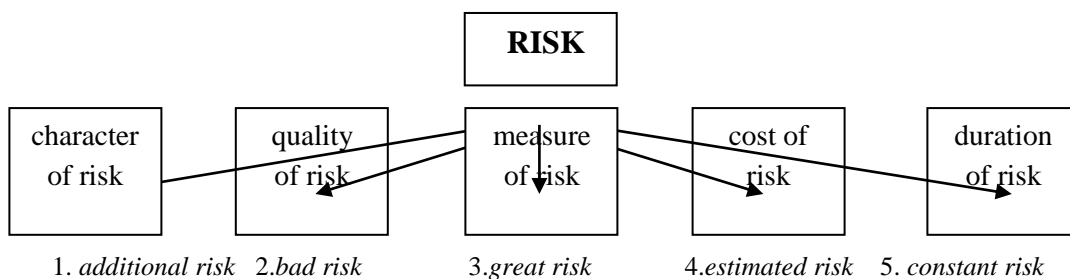 RISK
character
of risk
quality
of risk
measure
of risk
cost of
risk
duration
of risk
1. additional risk 2.bad risk 3.great risk 4.estimated risk 5. constant risk